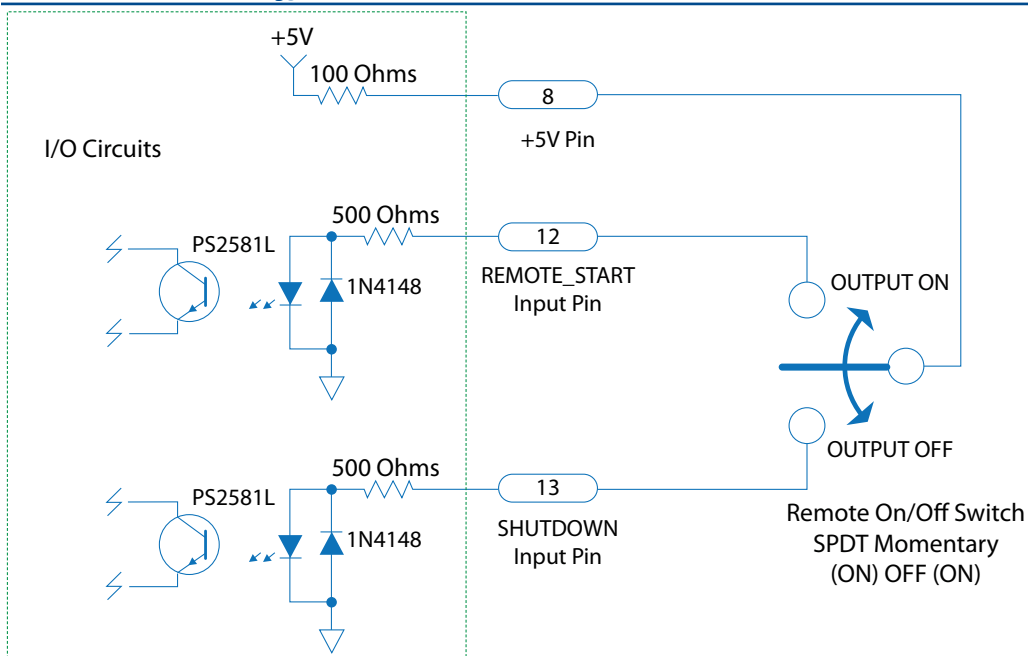 +5V
100 Ohms
8
+5V Pin
I/O Circuits
500 Ohms
PS2581L
12
1N4148
REMOTE_START
Input Pin
OUTPUT ON
OUTPUT OFF
500 Ohms
PS2581L
13
1N4148
SHUTDOWN
Input Pin
Remote On/Off Switch
SPDT Momentary
(ON) OFF (ON)